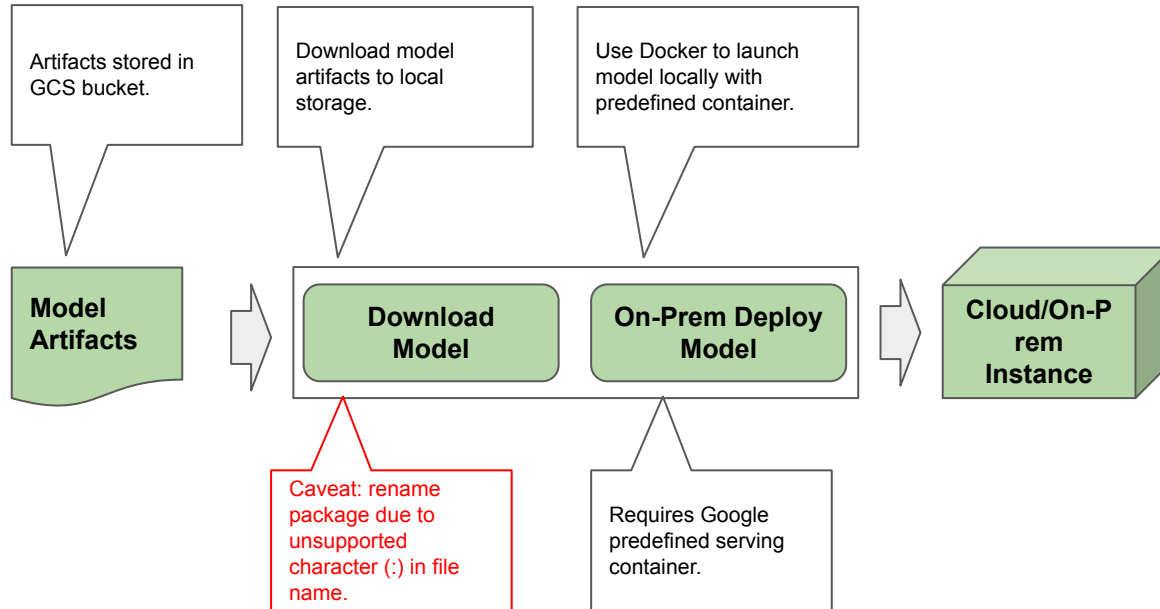 Artifacts stored in
GCS bucket.
Download model
artifacts to local
storage.
Use Docker to launch
model locally with
predefined container.
Model
Artifacts
Download
Model
On-Prem Deploy
Model
Cloud/On-P
rem
Instance
Caveat: rename
package due to
unsupported
character (:) in file
name.
Requires Google
predefined serving
container.